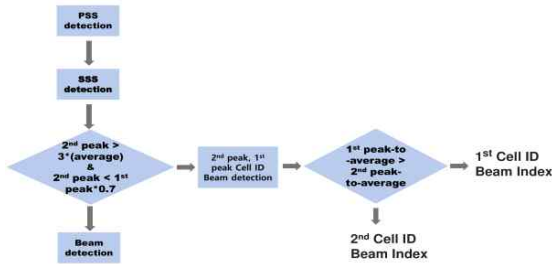 PSS
detection
SSS
detection
2nd peak >
3*(average)
&
2nd peak < 1st
peak*0.7
2nd peak, 1st
peak Cell ID
Beam detection
1st peak-to
-average >
2nd peak-
to-average
1st Cell ID
Beam Index
Beam
detection
2nd Cell ID
Beam Index